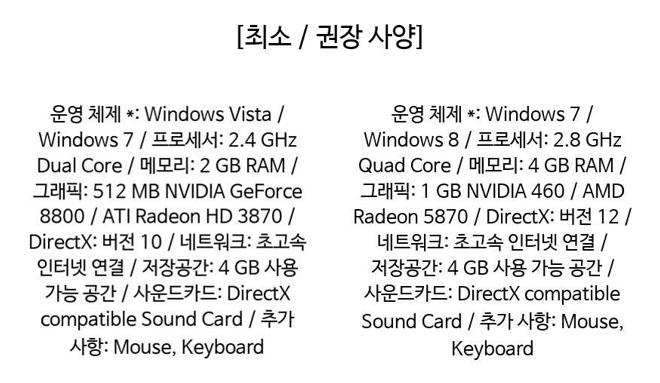 [최소 / 권장 사양]
운영 체제 *: Windows Vista /
Windows 7 / 프로세서: 2.4 GHz
Dual Core / 메모리: 2 GB RAM /
그래픽: 512 MB NVIDIA GeForce
8800 / ATI Radeon HD 3870 /
DirectX: 버전 10 / 네트워크: 초고속
인터넷 연결 / 저장공간: 4 GB 사용
가능 공간 / 사운드카드: DirectX
compatible Sound Card / 추가
사항: Mouse, Keyboard
운영 체제 *: Windows 7 /
Windows 8 / 프로세서: 2.8 GHz
Quad Core / 메모리: 4 GB RAM /
그래픽: 1 GB NVIDIA 460 / AMD
Radeon 5870 / DirectX: 버전 12 /
네트워크: 초고속 인터넷 연결 /
저장공간: 4 GB 사용 가능 공간 /
사운드카드: DirectX compatible
Sound Card / 추가 사항: Mouse,
Keyboard